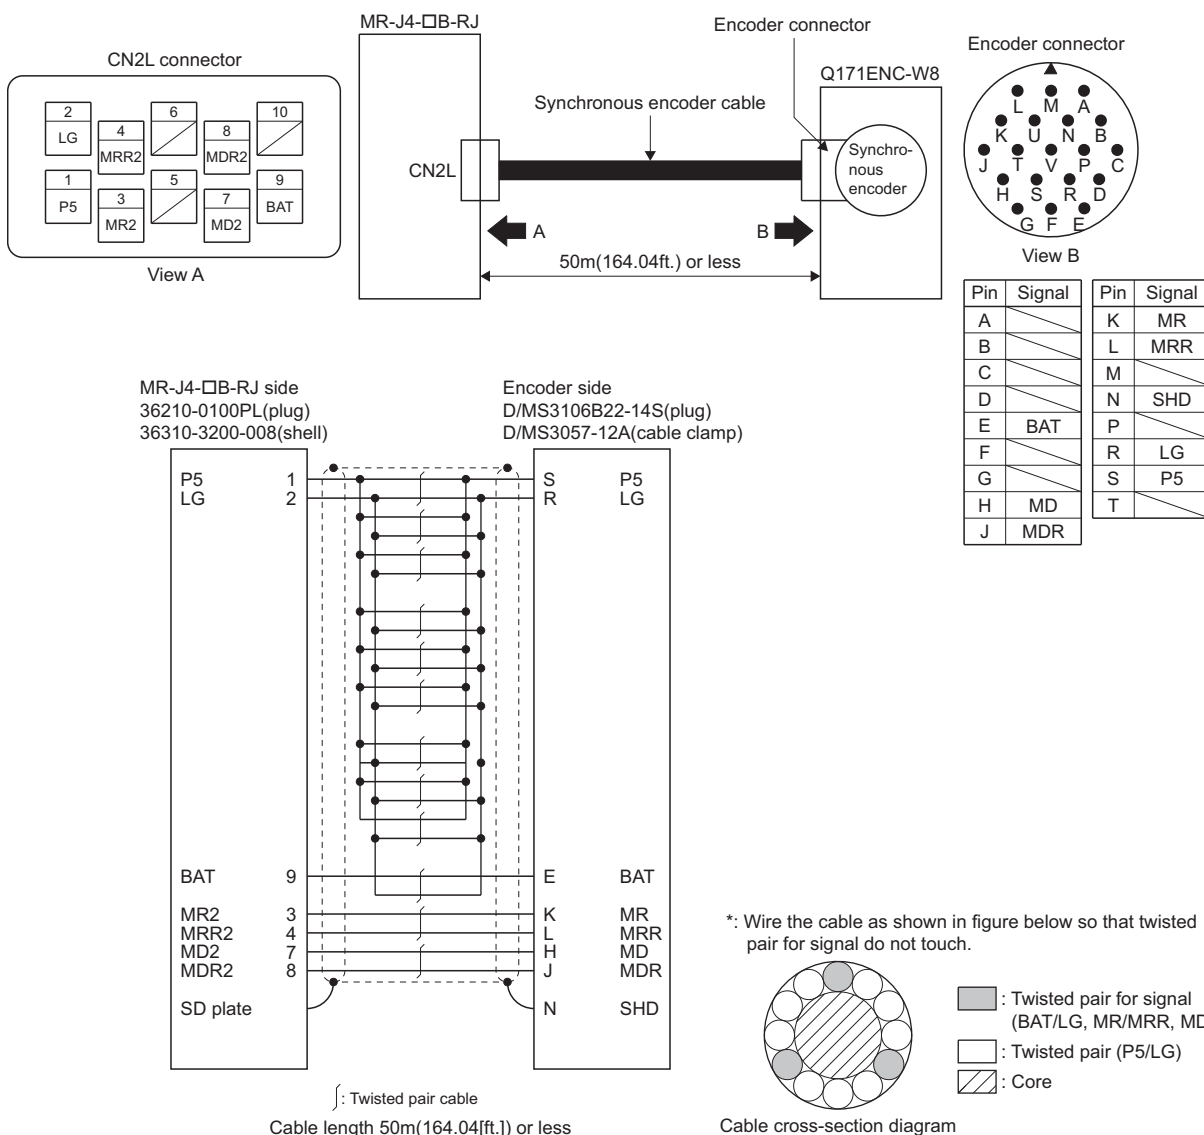 CN2L connector
2
LG
4
MRR2
6
8
MDR2
10
1
P5
3
MR2
5
7
MD2
9
BAT
View A
MR-J4-□B-RJ
CN2L
Synchronous encoder cable
Encoder connector
Q171ENC-W8
Synchro-
nous
encoder
A
B
50m(164.04ft.) or less
Encoder connector
L M A
K U N B
J T V P C
H S R D
G F E
View B
Pin Signal
A
B
C
D
E BAT
F
G
H MD
J MDR
Pin Signal
K MR
L MRR
M
N SHD
P
R LG
S P5
T
MR-J4-□B-RJ side
36210-0100PL(plug)
36310-3200-008(shell)
Encoder side
D/MS3106B22-14S(plug)
D/MS3057-12A(cable clamp)
P5 1 S P5
LG 2 R LG
BAT 9 E BAT
MR2 3 K MR
MRR2 4 L MRR
MD2 7 H MD
MDR2 8 J MDR
SD plate N SHD
: Twisted pair cable
Cable length 50m(164.04[ft.]) or less
*: Wire the cable as shown in figure below so that twisted
pair for signal do not touch.
: Twisted pair for signal
(BAT/LG, MR/MRR,
: Twisted pair (P5/LG)
: Core
Cable cross-section diagram